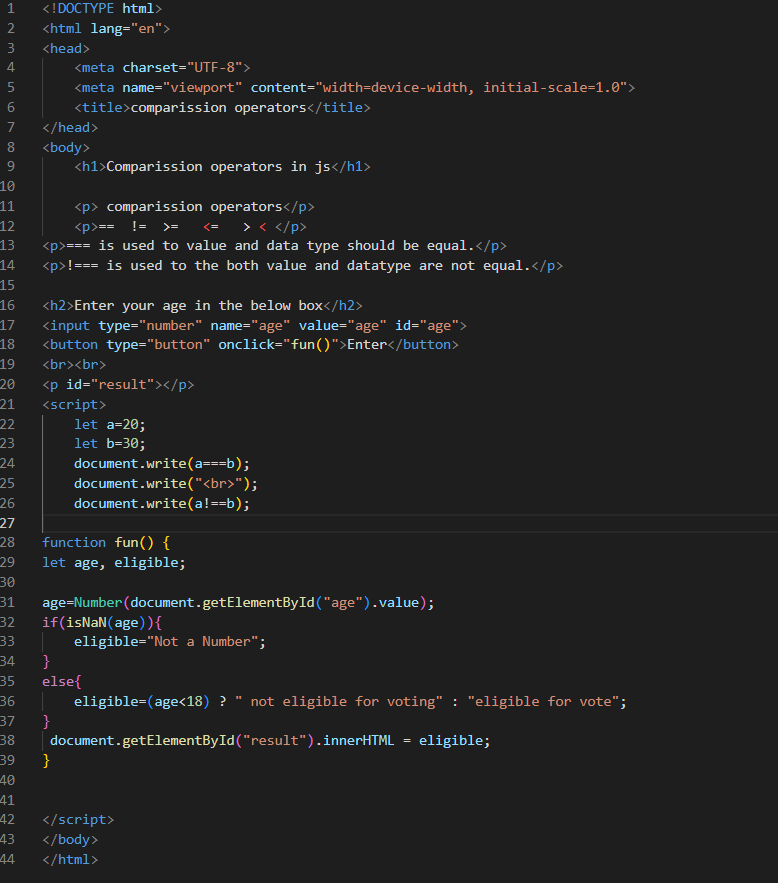 1 <!DOCTYPE html>
2 <html lang="en">
3 <head>
4     <meta charset="UTF-8">
5     <meta name="viewport" content="width=device-width, initial-scale=1.0">
6     <title>comparission operators</title>
7 </head>
8 <body>
9     <h1>Comparission operators in js</h1>
10
11     <p> comparission operators</p>
12     <p>==  !=  >=   <=   > < </p>
13 <p>=== is used to value and data type should be equal.</p>
14 <p>!=== is used to the both value and datatype are not equal.</p>
15
16 <h2>Enter your age in the below box</h2>
17 <input type="number" name="age" value="age" id="age">
18 <button type="button" onclick="fun()">Enter</button>
19 <br><br>
20 <p id="result"></p>
21 <script>
22     let a=20;
23     let b=30;
24     document.write(a===b);
25     document.write("<br>");
26     document.write(a!==b);
27
28 function fun() {
29 let age, eligible;
30
31 age=Number(document.getElementById("age").value);
32 if(isNaN(age)){
33     eligible="Not a Number";
34 }
35 else{
36     eligible=(age<18) ? " not eligible for voting" : "eligible for vote";
37 }
38  document.getElementById("result").innerHTML = eligible;
39 }
40
41
42 </script>
43 </body>
44 </html>